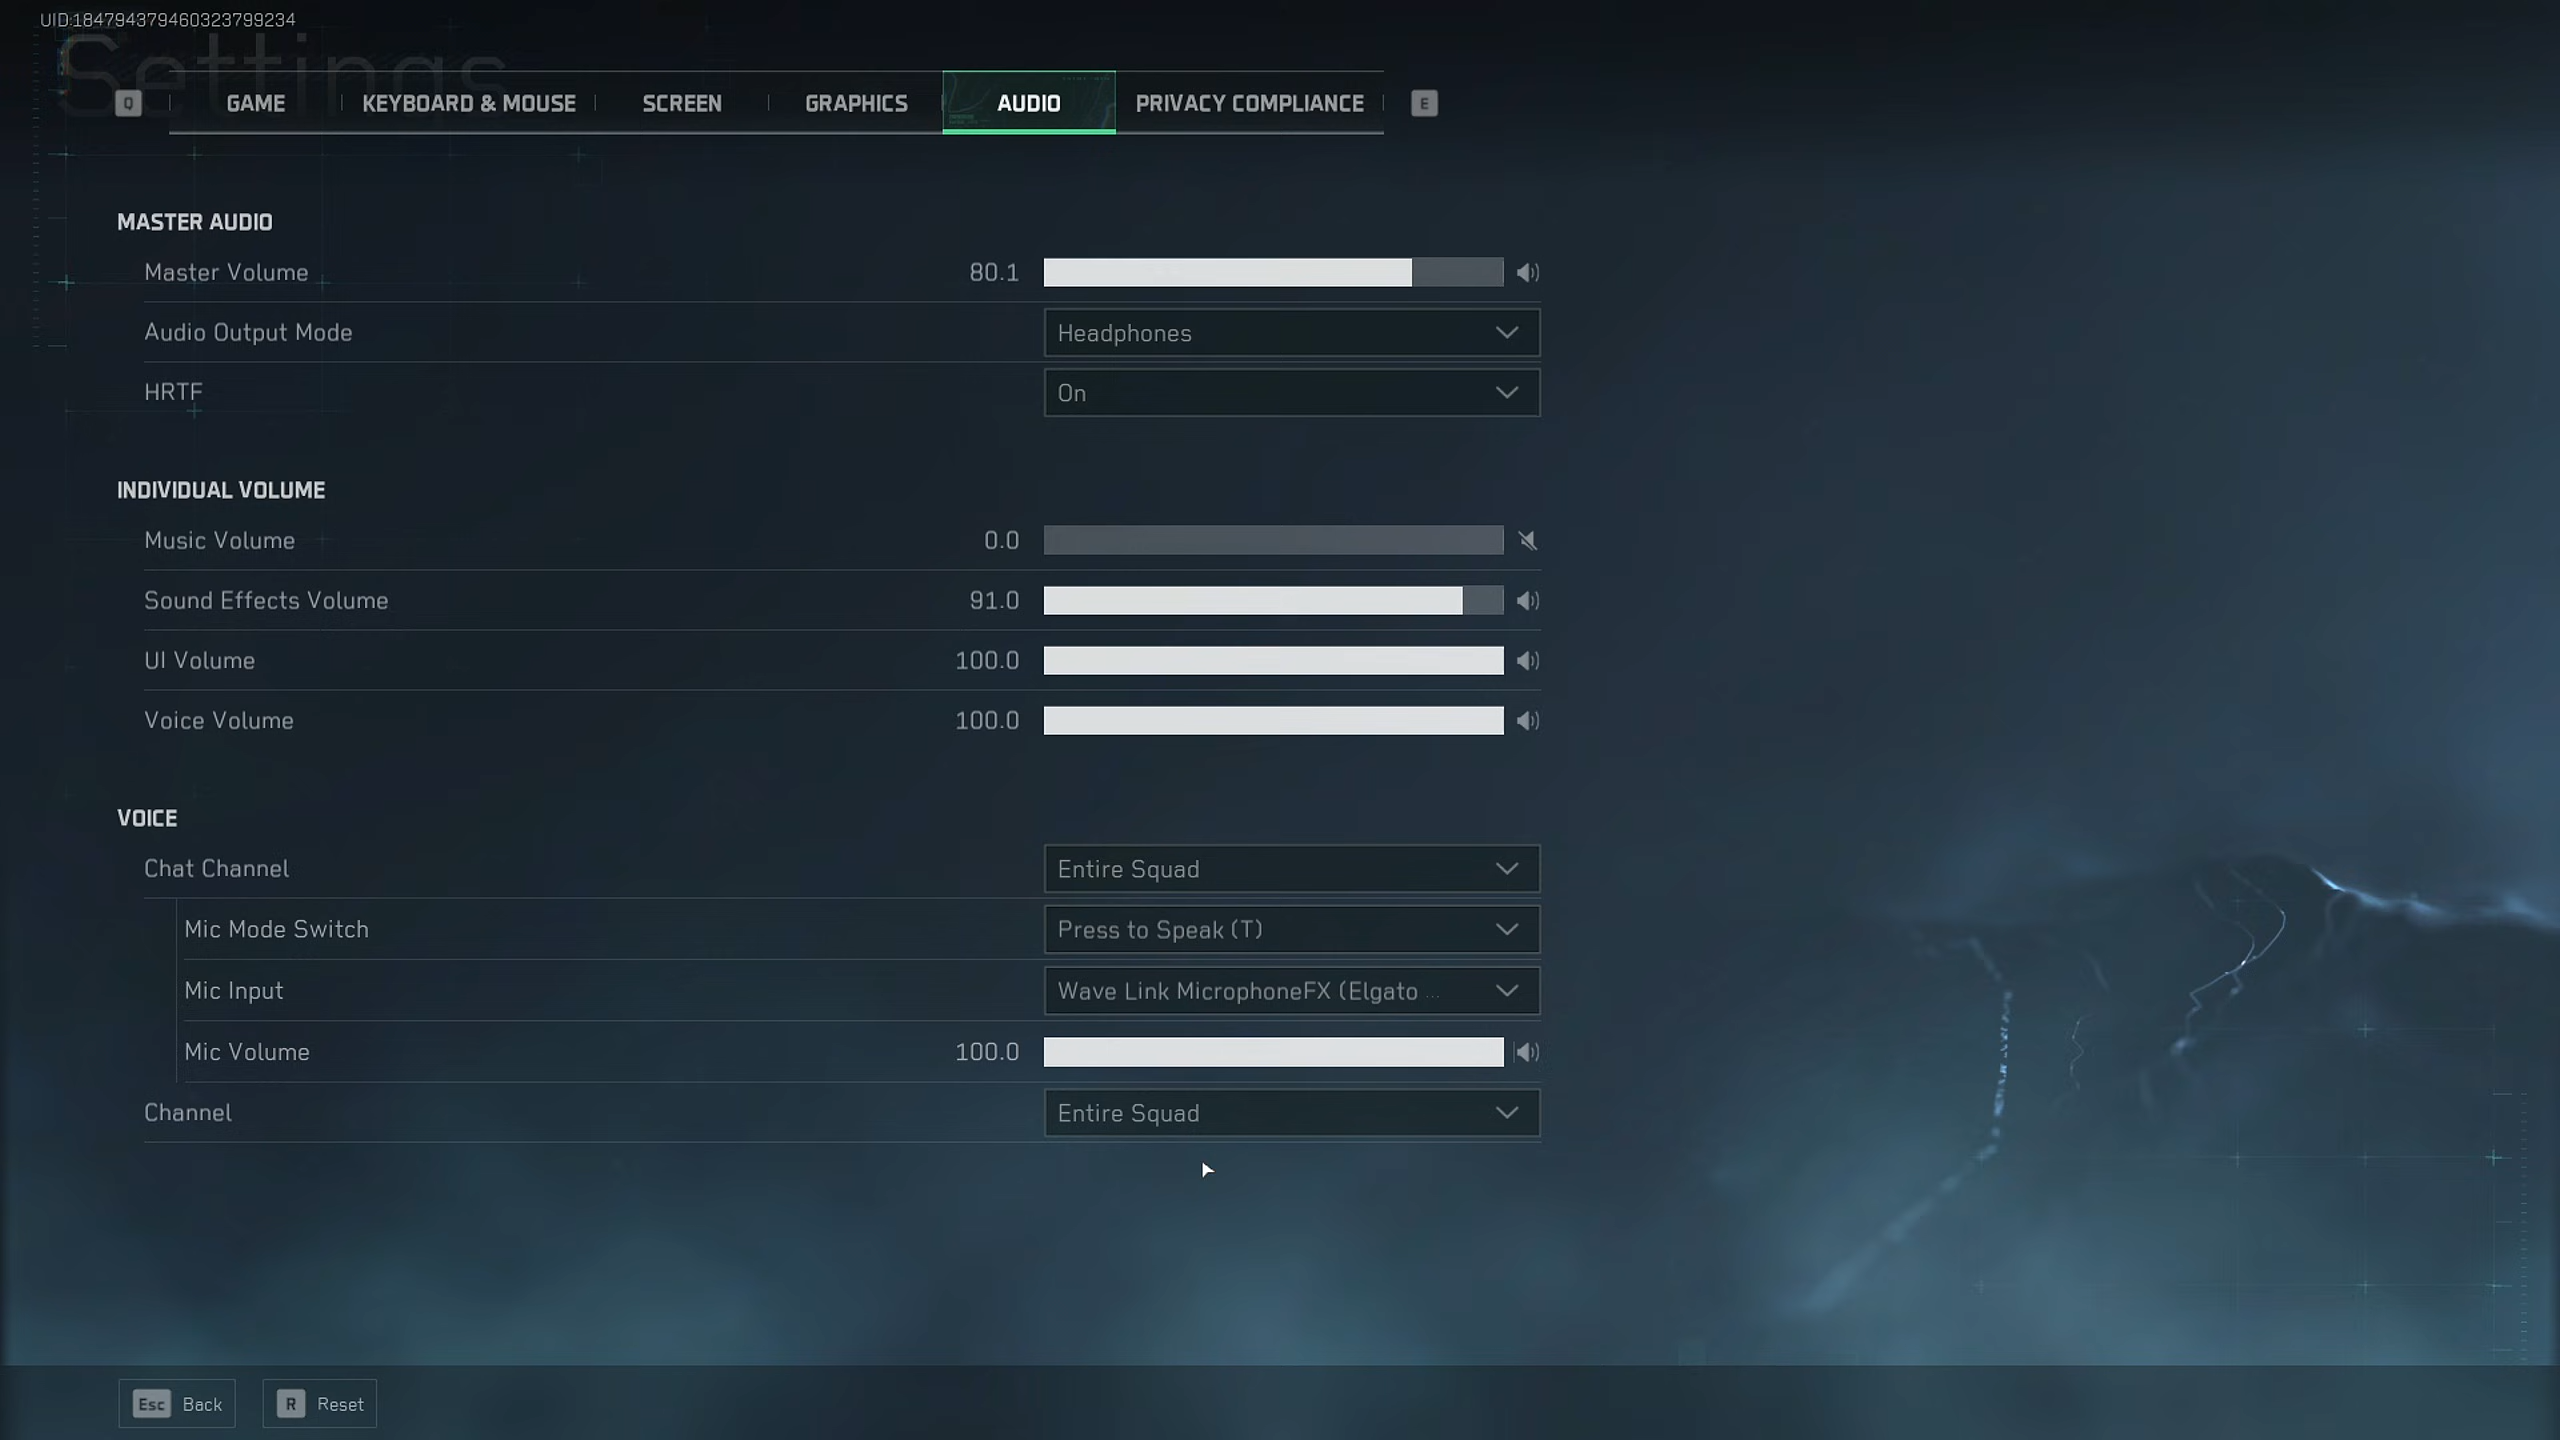 UID:184794379460323799234
Settings
Q GAME KEYBOARD & MOUSE SCREEN GRAPHICS AUDIO PRIVACY COMPLIANCE E
MASTER AUDIO
Master Volume 80.1
Audio Output Mode Headphones
HRTF On
INDIVIDUAL VOLUME
Music Volume 0.0
Sound Effects Volume 91.0
UI Volume 100.0
Voice Volume 100.0
VOICE
Chat Channel Entire Squad
Mic Mode Switch Press to Speak (T)
Mic Input Wave Link MicrophoneFX (Elgato ...
Mic Volume 100.0
Channel Entire Squad
Esc Back R Reset